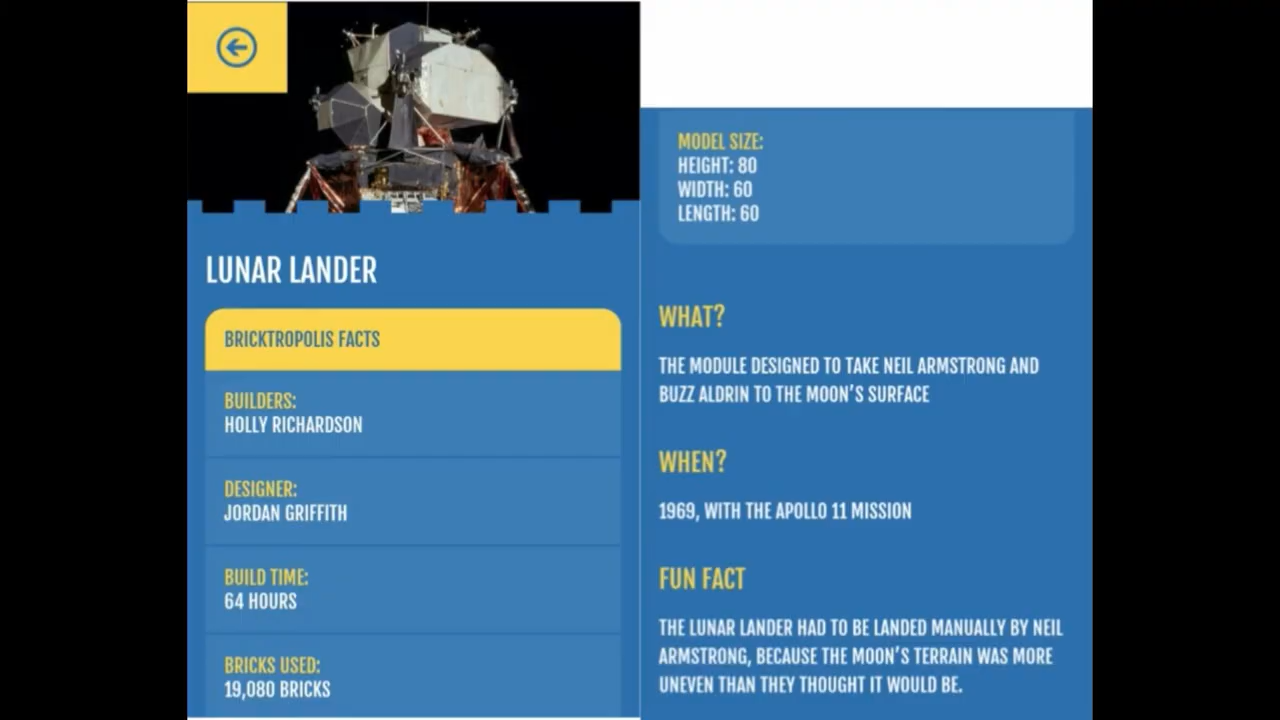 LUNAR LANDER
BRICKTROPOLIS FACTS
BUILDERS:
HOLLY RICHARDSON
DESIGNER:
JORDAN GRIFFITH
BUILD TIME:
64 HOURS
BRICKS USED:
19,080 BRICKS
MODEL SIZE:
HEIGHT: 80
WIDTH: 60
LENGTH: 60
WHAT?
THE MODULE DESIGNED TO TAKE NEIL ARMSTRONG AND
BUZZ ALDRIN TO THE MOON'S SURFACE
WHEN?
1969, WITH THE APOLLO 11 MISSION
FUN FACT
THE LUNAR LANDER HAD TO BE LANDED MANUALLY BY NEIL
ARMSTRONG, BECAUSE THE MOON'S TERRAIN WAS MORE
UNEVEN THAN THEY THOUGHT IT WOULD BE.